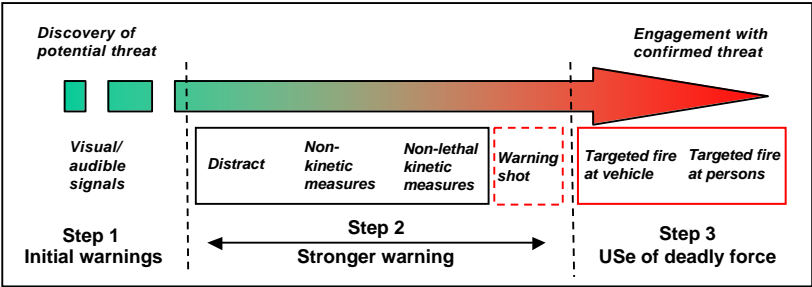 Discovery of
potential threat
Engagement with
confirmed threat
Visual/
audible
signals
Distract
Non-
kinetic
measures
Non-lethal
kinetic
measures
Warning
shot
Targeted fire
at vehicle
Targeted fire
at persons
Step 1
Initial warnings
Step 2
Stronger warning
Step 3
USe of deadly force